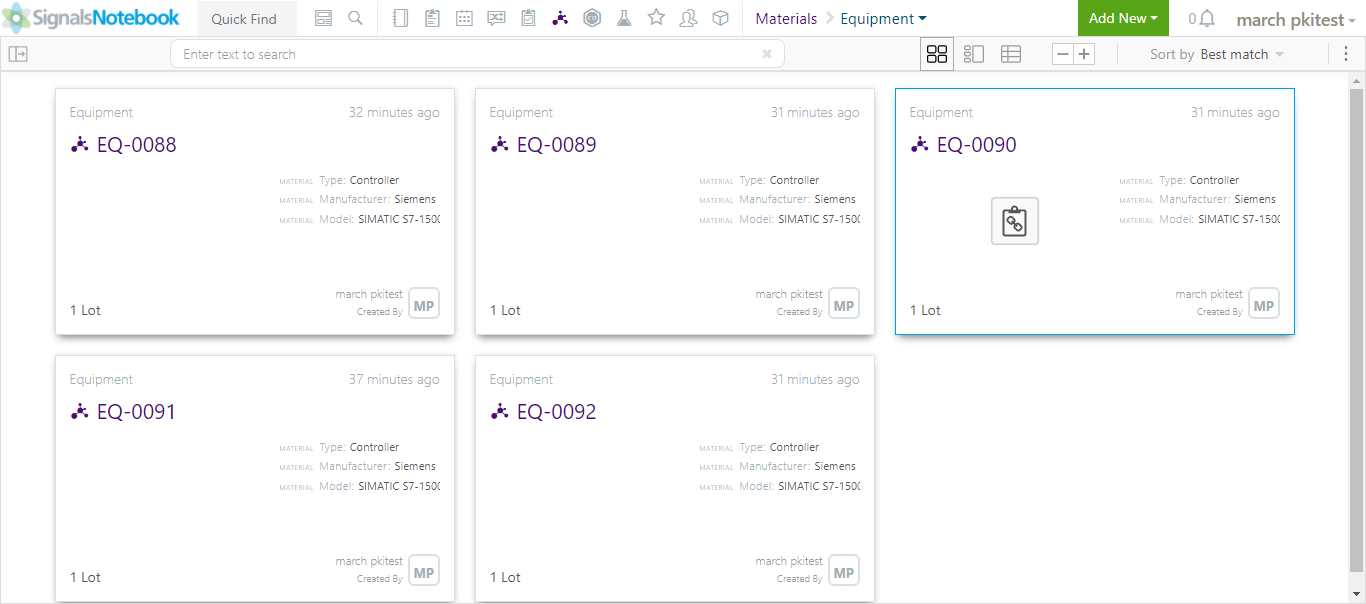 SignalsNotebook Quick Find Materials Equipment Add New 0 march pkitest
Enter text to search Sort by Best match
Equipment 32 minutes ago
EQ-0088
MATERIAL Type: Controller
MATERIAL Manufacturer: Siemens
MATERIAL Model: SIMATIC S7-1500
march pkitest
Created By
MP
1 Lot
Equipment 31 minutes ago
EQ-0089
MATERIAL Type: Controller
MATERIAL Manufacturer: Siemens
MATERIAL Model: SIMATIC S7-1500
march pkitest
Created By
MP
1 Lot
Equipment 31 minutes ago
EQ-0090
MATERIAL Type: Controller
MATERIAL Manufacturer: Siemens
MATERIAL Model: SIMATIC S7-1500
march pkitest
Created By
MP
1 Lot
Equipment 37 minutes ago
EQ-0091
MATERIAL Type: Controller
MATERIAL Manufacturer: Siemens
MATERIAL Model: SIMATIC S7-1500
march pkitest
Created By
MP
1 Lot
Equipment 31 minutes ago
EQ-0092
MATERIAL Type: Controller
MATERIAL Manufacturer: Siemens
MATERIAL Model: SIMATIC S7-1500
march pkitest
Created By
MP
1 Lot